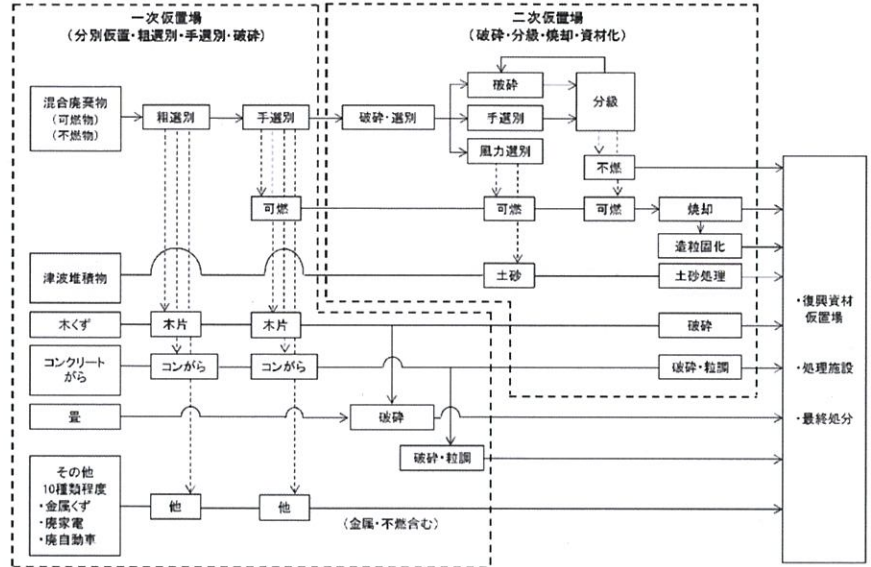 一次仮置場
(分別仮置・粗選別・手選別・破砕)
二次仮置場
(破砕・分級・焼却・資材化)
混合廃棄物
(可燃物)
(不燃物)
粗選別
手選別
破砕・選別
破砕
手選別
風力選別
分級
不燃
可燃
可燃
可燃
焼却
造粒固化
津波堆積物
土砂
土砂処理
木くず
木片
木片
破砕
コンクリート
がら
コンがら
コンがら
破砕・粒調
畳
破砕
破砕・粒調
その他
10種類程度
・金属くず
・廃家電
・廃自動車
他
他
(金属・不燃含む)
・復興資材
仮置場
・処理施設
・最終処分